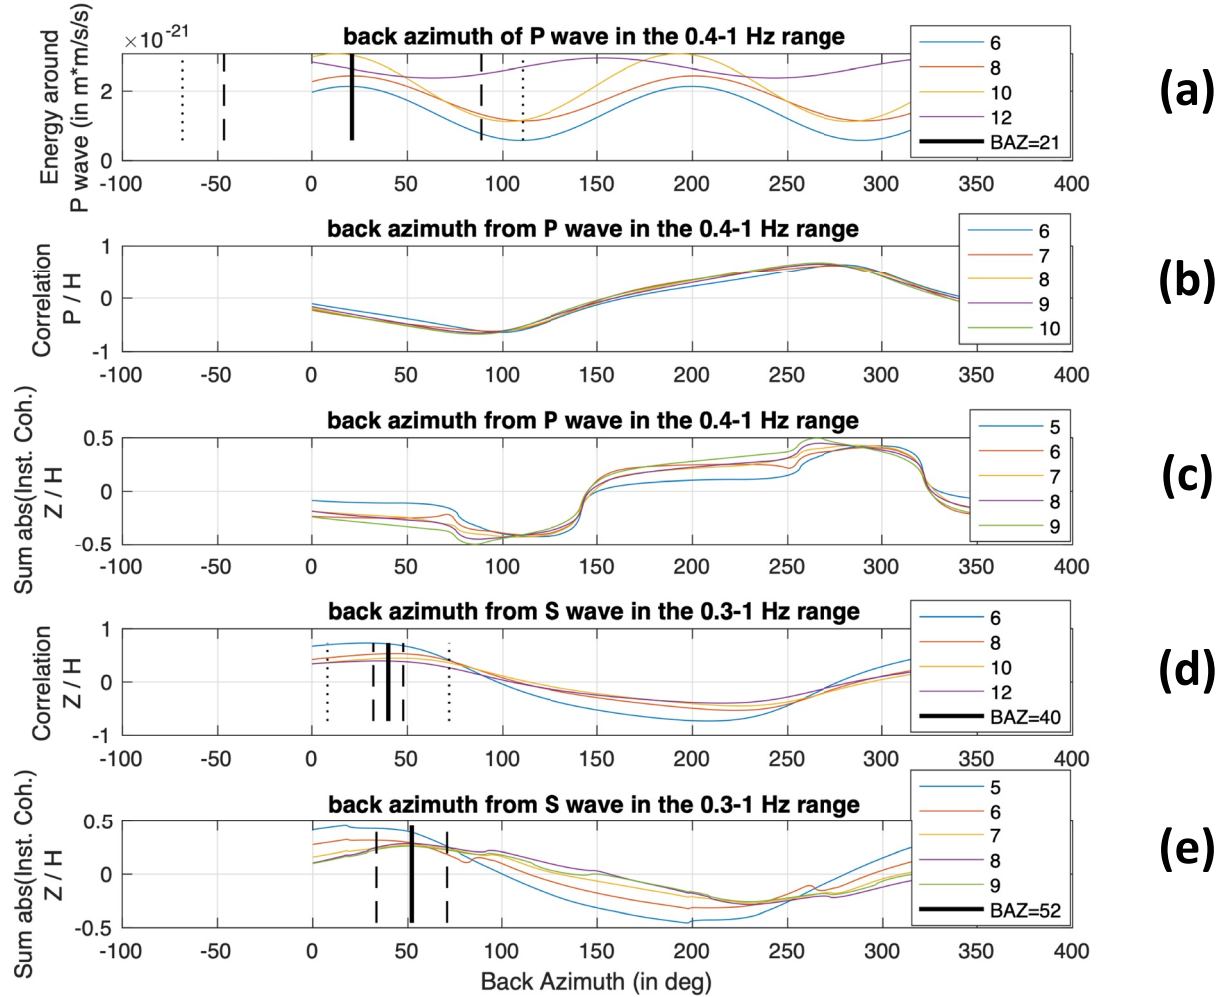 ×10^-21
back azimuth of P wave in the 0.4-1 Hz range
Energy around
P wave (in m*m/s/s)
2
0
-100 -50 0 50 100 150 200 250 300 350 400
6
8
10
12
BAZ=21
(a)
back azimuth from P wave in the 0.4-1 Hz range
Correlation
P / H
1
0
-1
-100 -50 0 50 100 150 200 250 300 350 400
6
7
8
9
10
(b)
back azimuth from P wave in the 0.4-1 Hz range
Sum abs(Inst. Coh.)
Z / H
0.5
0
-0.5
-100 -50 0 50 100 150 200 250 300 350 400
5
6
7
8
9
(c)
back azimuth from S wave in the 0.3-1 Hz range
Correlation
Z / H
1
0
-1
-100 -50 0 50 100 150 200 250 300 350 400
6
8
10
12
BAZ=40
(d)
back azimuth from S wave in the 0.3-1 Hz range
Sum abs(Inst. Coh.)
Z / H
0.5
0
-0.5
-100 -50 0 50 100 150 200 250 300 350 400
5
6
7
8
9
BAZ=52
(e)
Back Azimuth (in deg)